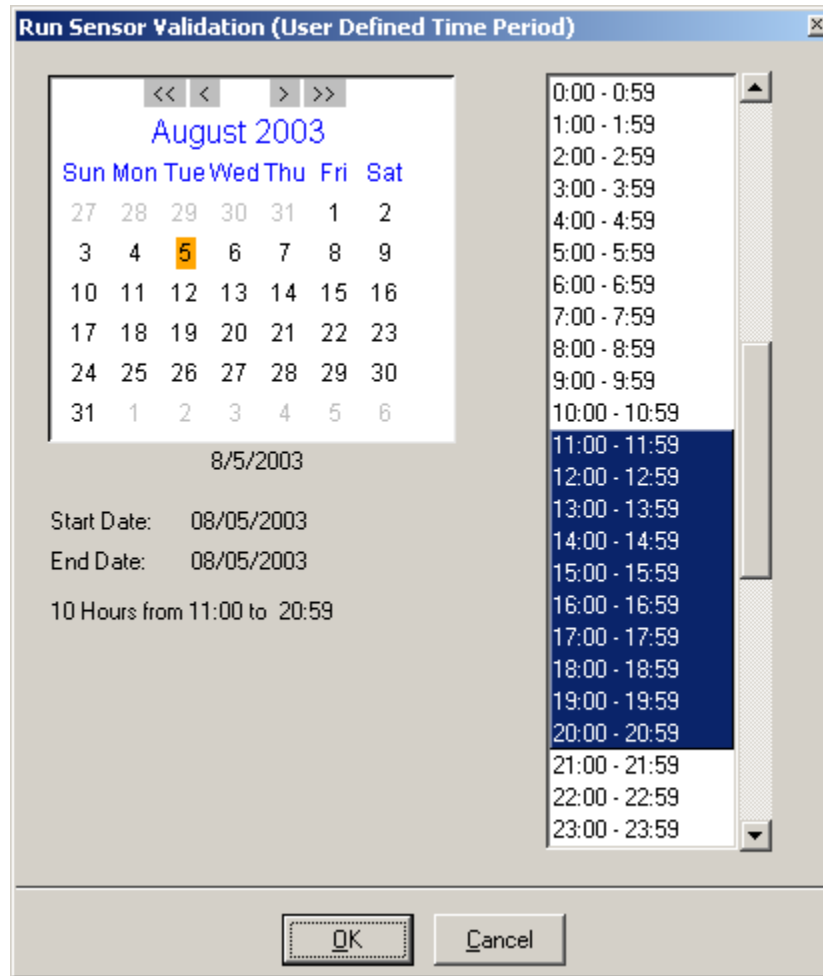 Run Sensor Validation (User Defined Time Period)
<< < > >>
August 2003
Sun Mon Tue Wed Thu Fri Sat
27 28 29 30 31 1 2
3 4 5 6 7 8 9
10 11 12 13 14 15 16
17 18 19 20 21 22 23
24 25 26 27 28 29 30
31 1 2 3 4 5 6
8/5/2003
Start Date: 08/05/2003
End Date: 08/05/2003
10 Hours from 11:00 to 20:59
0:00 - 0:59
1:00 - 1:59
2:00 - 2:59
3:00 - 3:59
4:00 - 4:59
5:00 - 5:59
6:00 - 6:59
7:00 - 7:59
8:00 - 8:59
9:00 - 9:59
10:00 - 10:59
11:00 - 11:59
12:00 - 12:59
13:00 - 13:59
14:00 - 14:59
15:00 - 15:59
16:00 - 16:59
17:00 - 17:59
18:00 - 18:59
19:00 - 19:59
20:00 - 20:59
21:00 - 21:59
22:00 - 22:59
23:00 - 23:59
OK Cancel